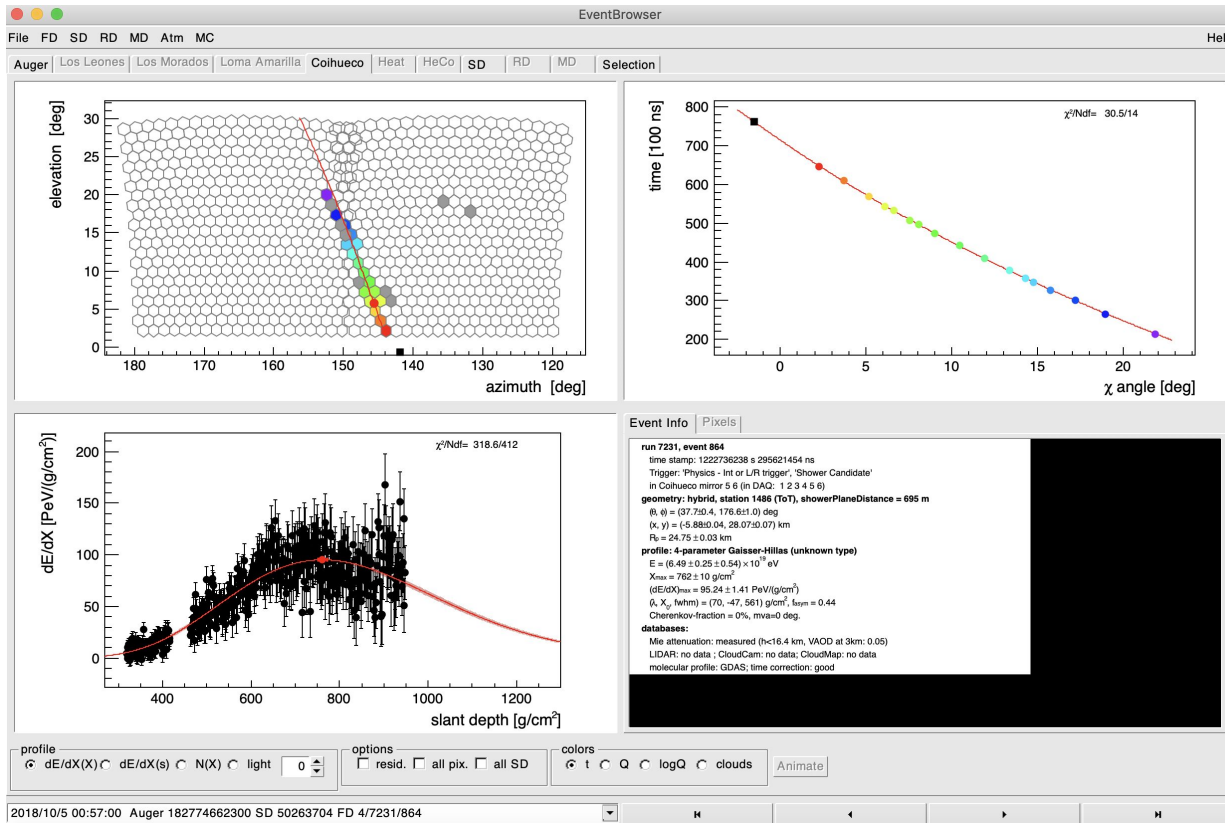 EventBrowser
File FD SD RD MD Atm MC Hel
Auger Los Leones Los Morados Loma Amarilla Coihueco Heat HeCo SD RD MD Selection
elevation [deg]
30
25
20
15
10
5
0
180 170 160 150 140 130 120
azimuth [deg]
time [100 ns]
χ²/Ndf= 30.5/14
800
700
600
500
400
300
200
0 5 10 15 20
χ angle [deg]
dE/dX [PeV/(g/cm²)]
χ²/Ndf= 318.6/412
200
150
100
50
0
400 600 800 1000 1200
slant depth [g/cm²]
Event Info Pixels
run 7231, event 864
time stamp: 1222736238 s 295621454 ns
Trigger: 'Physics - Int or L/R trigger', 'Shower Candidate'
in Coihueco mirror 5 6 (in DAQ: 1 2 3 4 5 6)
geometry: hybrid, station 1486 (ToT), showerPlaneDistance = 695 m
(θ, ϕ) = (37.7±0.4, 176.6±1.0) deg
(x, y) = (-5.88±0.04, 28.07±0.07) km
Rp = 24.75±0.03 km
profile: 4-parameter Gaisser-Hillas (unknown type)
E = (6.49±0.25±0.54)×10¹⁹ eV
Xmax = 762±10 g/cm²
(dE/dX)max = 95.24±1.41 PeV/(g/cm²)
(λ, X₀, fwhm) = (70, -47, 561) g/cm², fasym = 0.44
Cherenkov-fraction = 0%, mva=0 deg.
databases:
Mie attenuation: measured (h<16.4 km, VAOD at 3km: 0.05)
LIDAR: no data ; CloudCam: no data; CloudMap: no data
molecular profile: GDAS; time correction: good
profile
dE/dX(X) dE/dX(s) N(X) light 0
options
resid. all pix. all SD
colors
t Q logQ clouds
Animate
2018/10/5 00:57:00 Auger 182774662300 SD 50263704 FD 4/7231/864